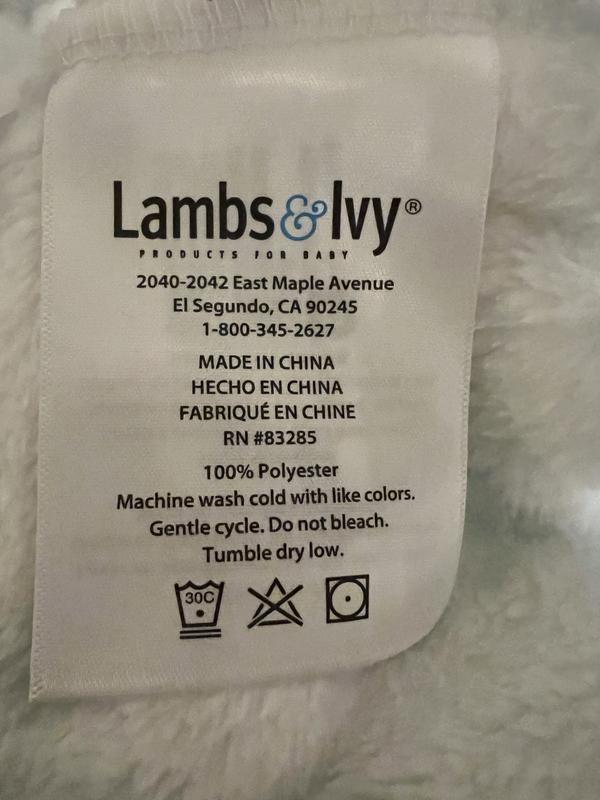 Lambs & Ivy®
PRODUCTS FOR BABY
2040-2042 East Maple Avenue
El Segundo, CA 90245
1-800-345-2627
MADE IN CHINA
HECHO EN CHINA
FABRIQUÉ EN CHINE
RN #83285
100% Polyester
Machine wash cold with like colors.
Gentle cycle. Do not bleach.
Tumble dry low.
30C